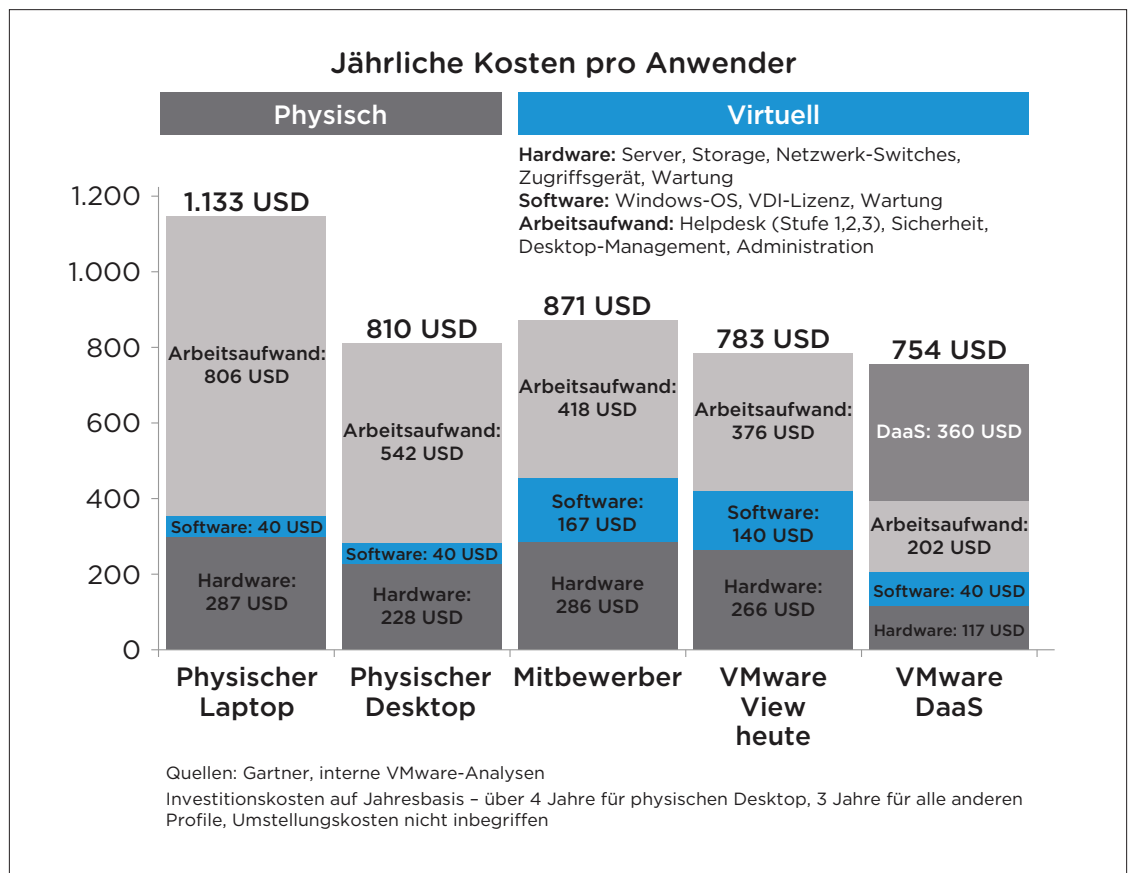 Jährliche Kosten pro Anwender
Physisch
Virtuell
Hardware: Server, Storage, Netzwerk-Switches,
Zugriffsgerät, Wartung
Software: Windows-OS, VDI-Lizenz, Wartung
Arbeitsaufwand: Helpdesk (Stufe 1,2,3), Sicherheit,
Desktop-Management, Administration
1.200
1.000
800
600
400
200
0
1.133 USD
Arbeitsaufwand:
806 USD
Software: 40 USD
Hardware:
287 USD
810 USD
Arbeitsaufwand:
542 USD
Software: 40 USD
Hardware:
228 USD
871 USD
Arbeitsaufwand:
418 USD
Software:
167 USD
Hardware
286 USD
783 USD
Arbeitsaufwand:
376 USD
Software:
140 USD
Hardware:
266 USD
754 USD
DaaS: 360 USD
Arbeitsaufwand:
202 USD
Software: 40 USD
Hardware: 117 USD
Physischer
Laptop
Physischer
Desktop
Mitbewerber
VMware
View
heute
VMware
DaaS
Quellen: Gartner, interne VMware-Analysen
Investitionskosten auf Jahresbasis – über 4 Jahre für physischen Desktop, 3 Jahre für alle anderen
Profile, Umstellungskosten nicht inbegriffen